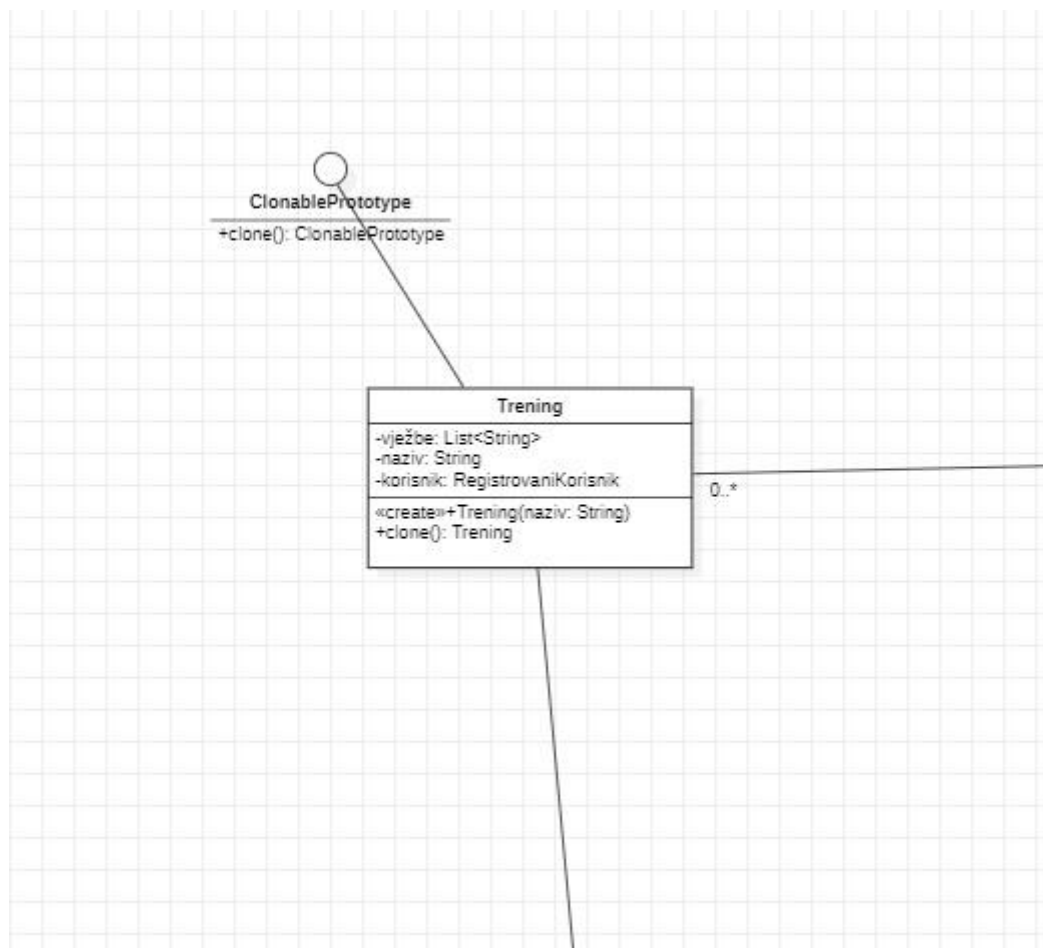 ClonablePrototype
+clone(): ClonablePrototype
Trening
-vježbe: List<String>
-naziv: String
-korisnik: RegistrovaniKorisnik
0..*
«create»+Trening(naziv: String)
+clone(): Trening